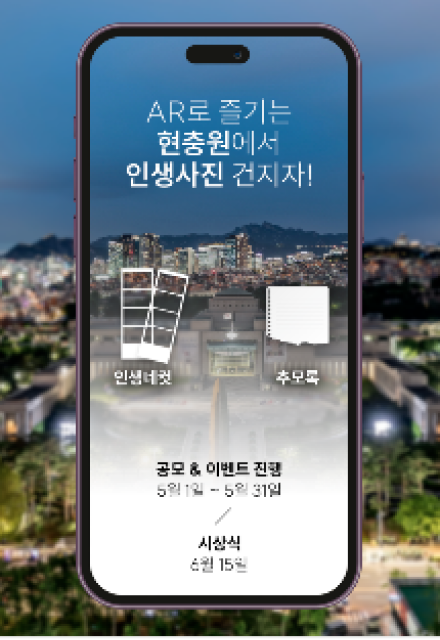 AR로 즐기는
현충원에서
인생사진 건지자!
인생네컷
추모록
공모 & 이벤트 진행
5월 1일 ~ 5월 31일
시상식
6월 15일